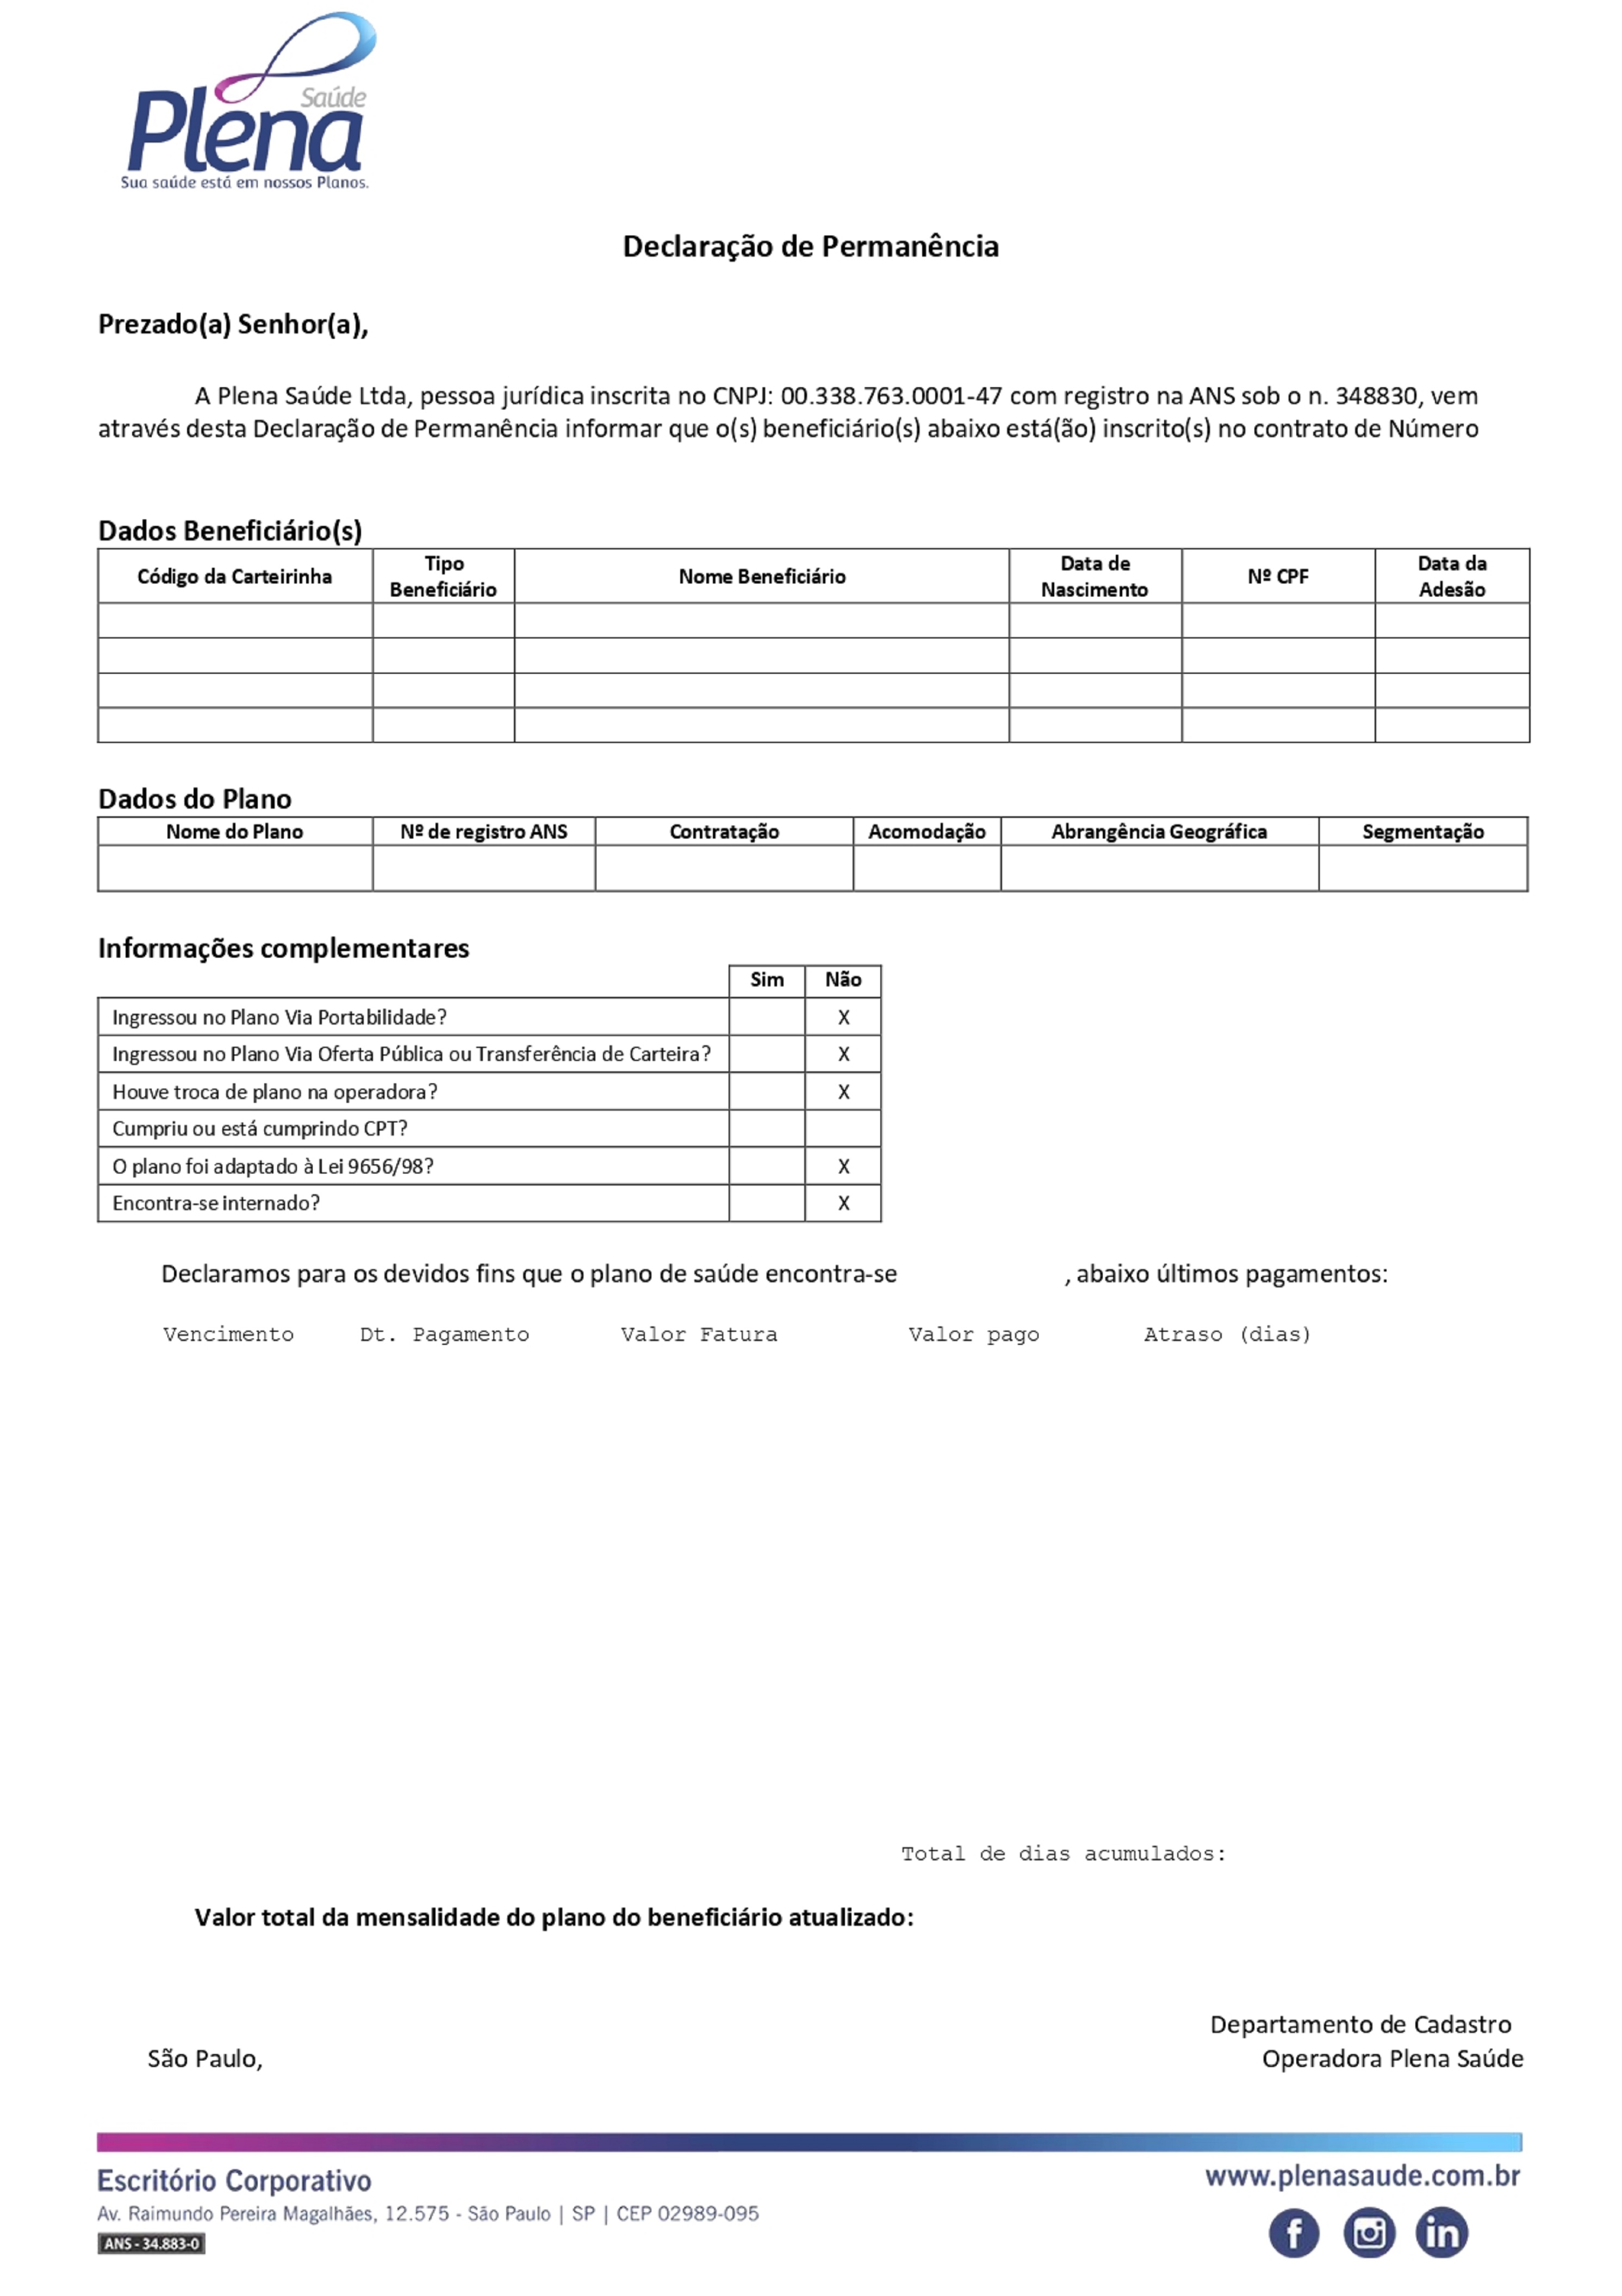 Plena
Saúde
Sua saúde está em nossos Planos.
Declaração de Permanência
Prezado(a) Senhor(a),
A Plena Saúde Ltda, pessoa jurídica inscrita no CNPJ: 00.338.763.0001-47 com registro na ANS sob o n. 348830, vem
através desta Declaração de Permanência informar que o(s) beneficiário(s) abaixo está(ão) inscrito(s) no contrato de Número
Dados Beneficiário(s)
Código da Carteirinha Tipo Beneficiário Nome Beneficiário Data de Nascimento Nº CPF Data da Adesão
Dados do Plano
Nome do Plano Nº de registro ANS Contratação Acomodação Abrangência Geográfica Segmentação
Informações complementares
Sim Não
Ingressou no Plano Via Portabilidade? X
Ingressou no Plano Via Oferta Pública ou Transferência de Carteira? X
Houve troca de plano na operadora? X
Cumpriu ou está cumprindo CPT?
O plano foi adaptado à Lei 9656/98? X
Encontra-se internado? X
Declaramos para os devidos fins que o plano de saúde encontra-se , abaixo últimos pagamentos:
Vencimento Dt. Pagamento Valor Fatura Valor pago Atraso (dias)
Total de dias acumulados:
Valor total da mensalidade do plano do beneficiário atualizado:
Departamento de Cadastro
São Paulo, Operadora Plena Saúde
Escritório Corporativo www.plenasaude.com.br
Av. Raimundo Pereira Magalhães, 12.575 - São Paulo | SP | CEP 02989-095
ANS - 34.883-0